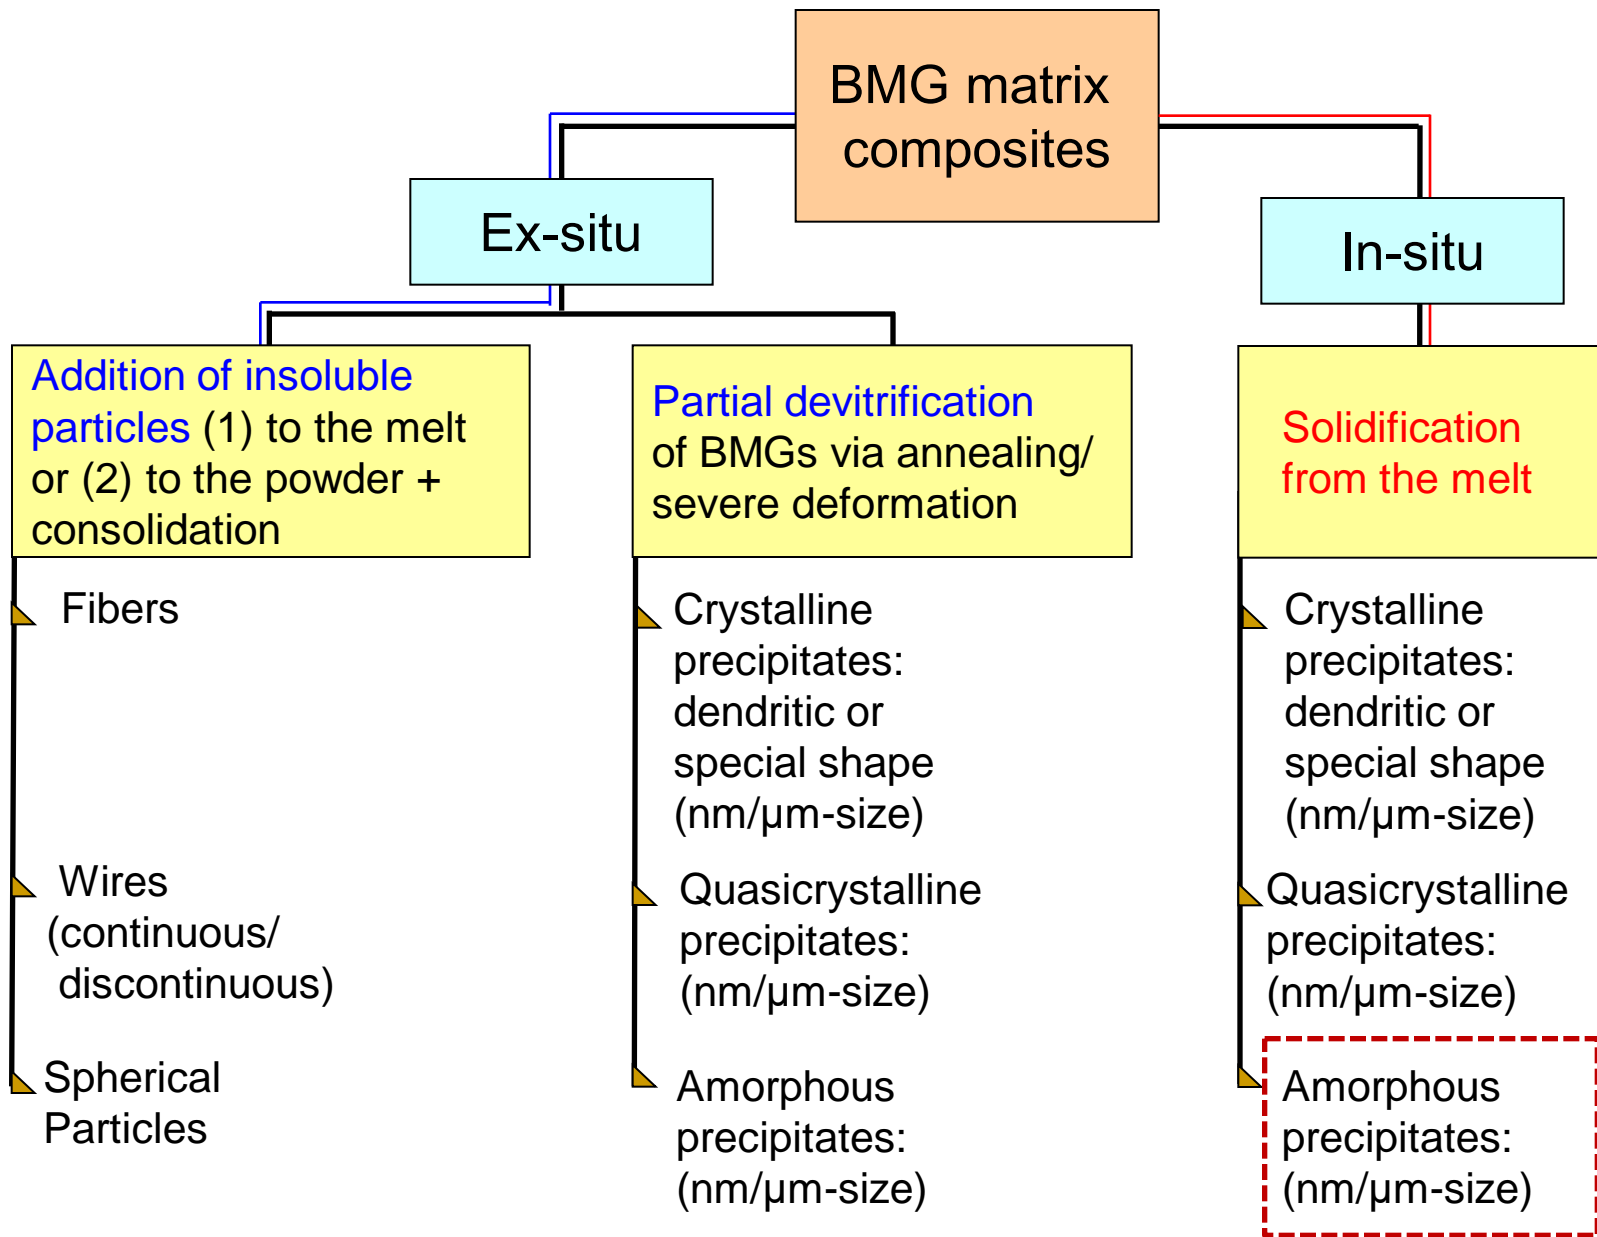 BMG matrix
composites
Ex-situ
In-situ
Addition of insoluble
particles (1) to the melt
or (2) to the powder +
consolidation
Fibers
Wires
(continuous/
discontinuous)
Spherical
Particles
Partial devitrification
of BMGs via annealing/
severe deformation
Crystalline
precipitates:
dendritic or
special shape
(nm/µm-size)
Quasicrystalline
precipitates:
(nm/µm-size)
Amorphous
precipitates:
(nm/µm-size)
Solidification
from the melt
Crystalline
precipitates:
dendritic or
special shape
(nm/µm-size)
Quasicrystalline
precipitates:
(nm/µm-size)
Amorphous
precipitates:
(nm/µm-size)